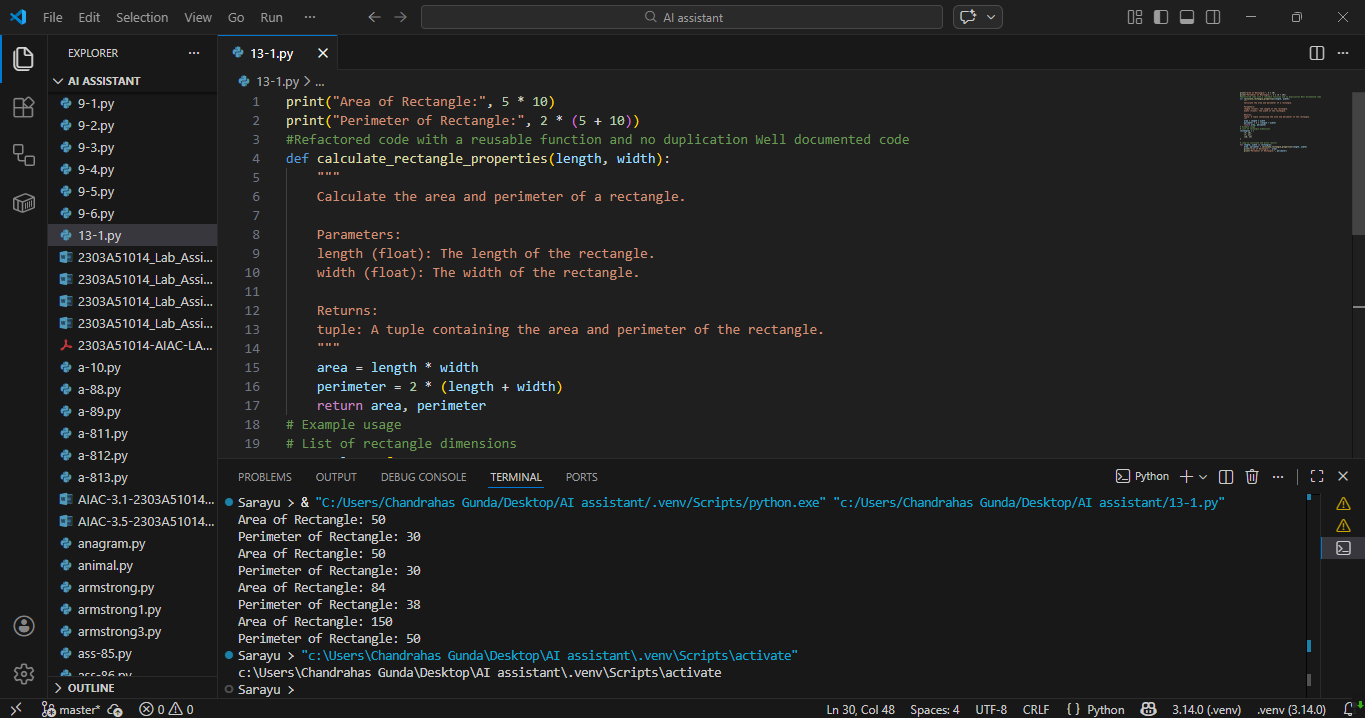 File Edit Selection View Go Run ··· AI assistant
EXPLORER ···
AI ASSISTANT
9-1.py
9-2.py
9-3.py
9-4.py
9-5.py
9-6.py
13-1.py
2303A51014_Lab_Assi...
2303A51014_Lab_Assi...
2303A51014_Lab_Assi...
2303A51014_Lab_Assi...
2303A51014-AIAC-LA...
a-10.py
a-88.py
a-89.py
a-811.py
a-812.py
a-813.py
AIAC-3.1-2303A51014...
AIAC-3.5-2303A51014...
anagram.py
animal.py
armstrong.py
armstrong1.py
armstrong3.py
ass-85.py
ass-86.py
OUTLINE
13-1.py
13-1.py > ...
1 print("Area of Rectangle:", 5 * 10)
2 print("Perimeter of Rectangle:", 2 * (5 + 10))
3 #Refactored code with a reusable function and no duplication Well documented code
4 def calculate_rectangle_properties(length, width):
5 """
6 Calculate the area and perimeter of a rectangle.
7
8 Parameters:
9 length (float): The length of the rectangle.
10 width (float): The width of the rectangle.
11
12 Returns:
13 tuple: A tuple containing the area and perimeter of the rectangle.
14 """
15 area = length * width
16 perimeter = 2 * (length + width)
17 return area, perimeter
18 # Example usage
19 # List of rectangle dimensions
PROBLEMS OUTPUT DEBUG CONSOLE TERMINAL PORTS Python ···
Sarayu > & "C:/Users/Chandrahas Gunda/Desktop/AI assistant/.venv/Scripts/python.exe" "c:/Users/Chandrahas Gunda/Desktop/AI assistant/13-1.py"
Area of Rectangle: 50
Perimeter of Rectangle: 30
Area of Rectangle: 50
Perimeter of Rectangle: 30
Area of Rectangle: 84
Perimeter of Rectangle: 38
Area of Rectangle: 150
Perimeter of Rectangle: 50
Sarayu > "c:\Users\Chandrahas Gunda\Desktop\AI assistant\.venv\Scripts\activate"
c:\Users\Chandrahas Gunda\Desktop\AI assistant\.venv\Scripts\activate
Sarayu >
master* 0 0 Ln 30, Col 48 Spaces: 4 UTF-8 CRLF { } Python 3.14.0 (.venv) .venv (3.14.0)